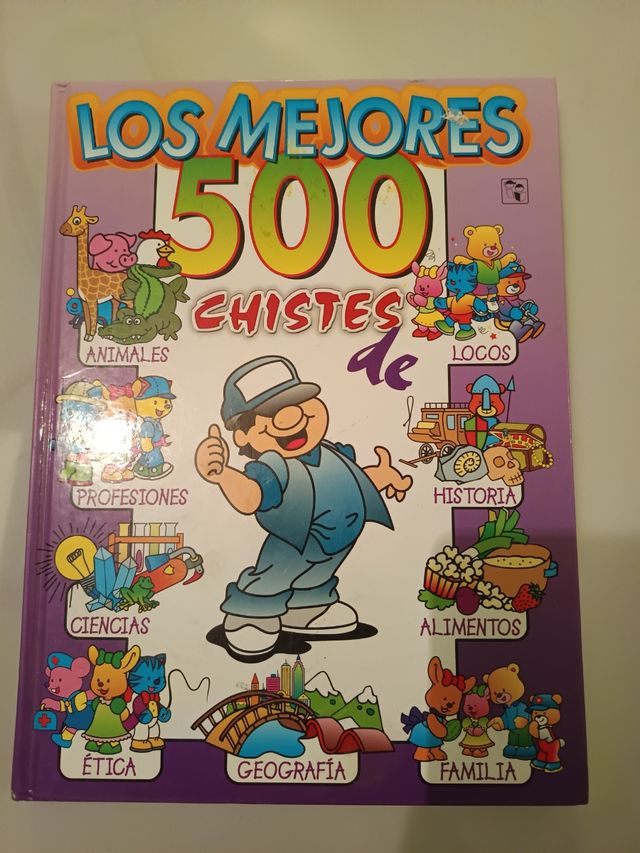 LOS MEJORES
500
CHISTES
de
ANIMALES
LOCOS
PROFESIONES
HISTORIA
CIENCIAS
ALIMENTOS
ÉTICA
GEOGRAFÍA
FAMILIA